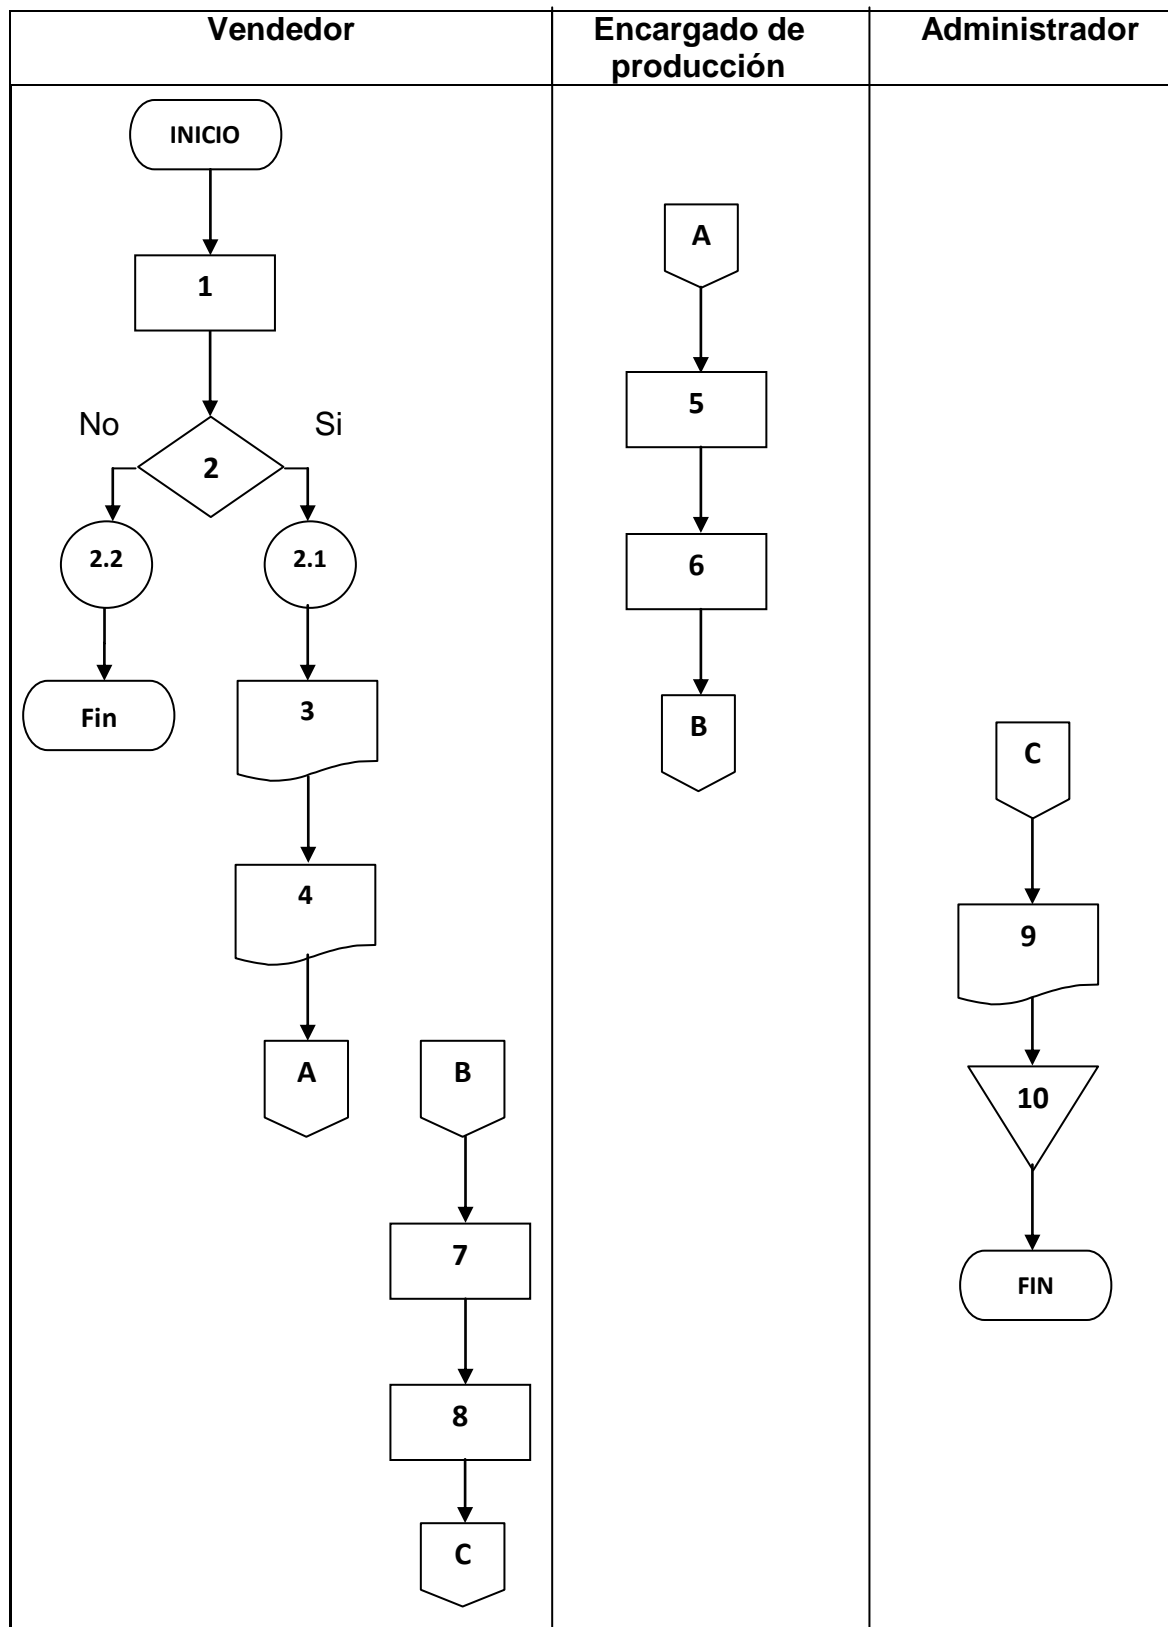 Vendedor
Encargado de
producción
Administrador
INICIO
1
No
Si
2
2.2
2.1
Fin
3
4
A
B
7
8
C
A
5
6
B
C
9
10
FIN